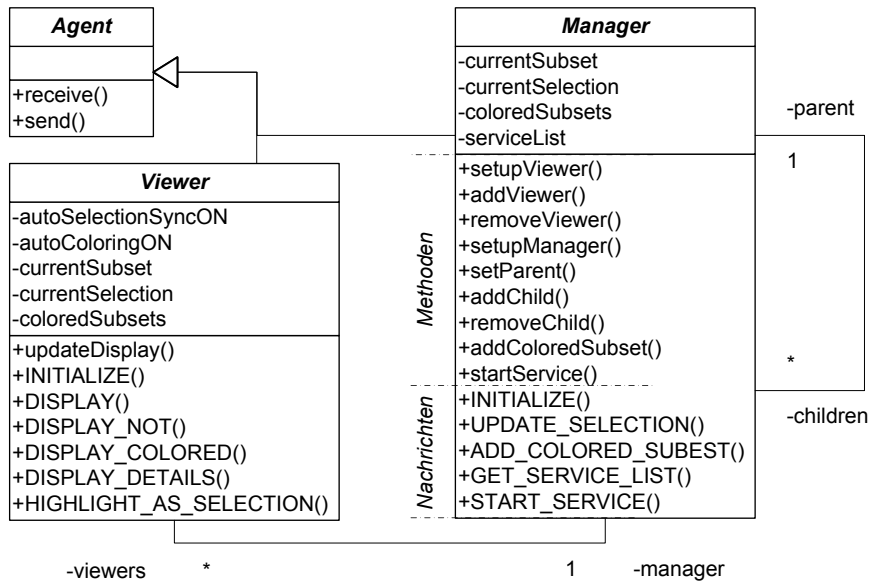 Agent
+receive()
+send()
Manager
-currentSubset
-currentSelection
-coloredSubsets
-serviceList
Methoden
+setupViewer()
+addViewer()
+removeViewer()
+setupManager()
+setParent()
+addChild()
+removeChild()
+addColoredSubset()
+startService()
Nachrichten
+INITIALIZE()
+UPDATE_SELECTION()
+ADD_COLORED_SUBEST()
+GET_SERVICE_LIST()
+START_SERVICE()
-parent
1
*
-children
Viewer
-autoSelectionSyncON
-autoColoringON
-currentSubset
-currentSelection
-coloredSubsets
+updateDisplay()
+INITIALIZE()
+DISPLAY()
+DISPLAY_NOT()
+DISPLAY_COLORED()
+DISPLAY_DETAILS()
+HIGHLIGHT_AS_SELECTION()
-viewers * 1 -manager